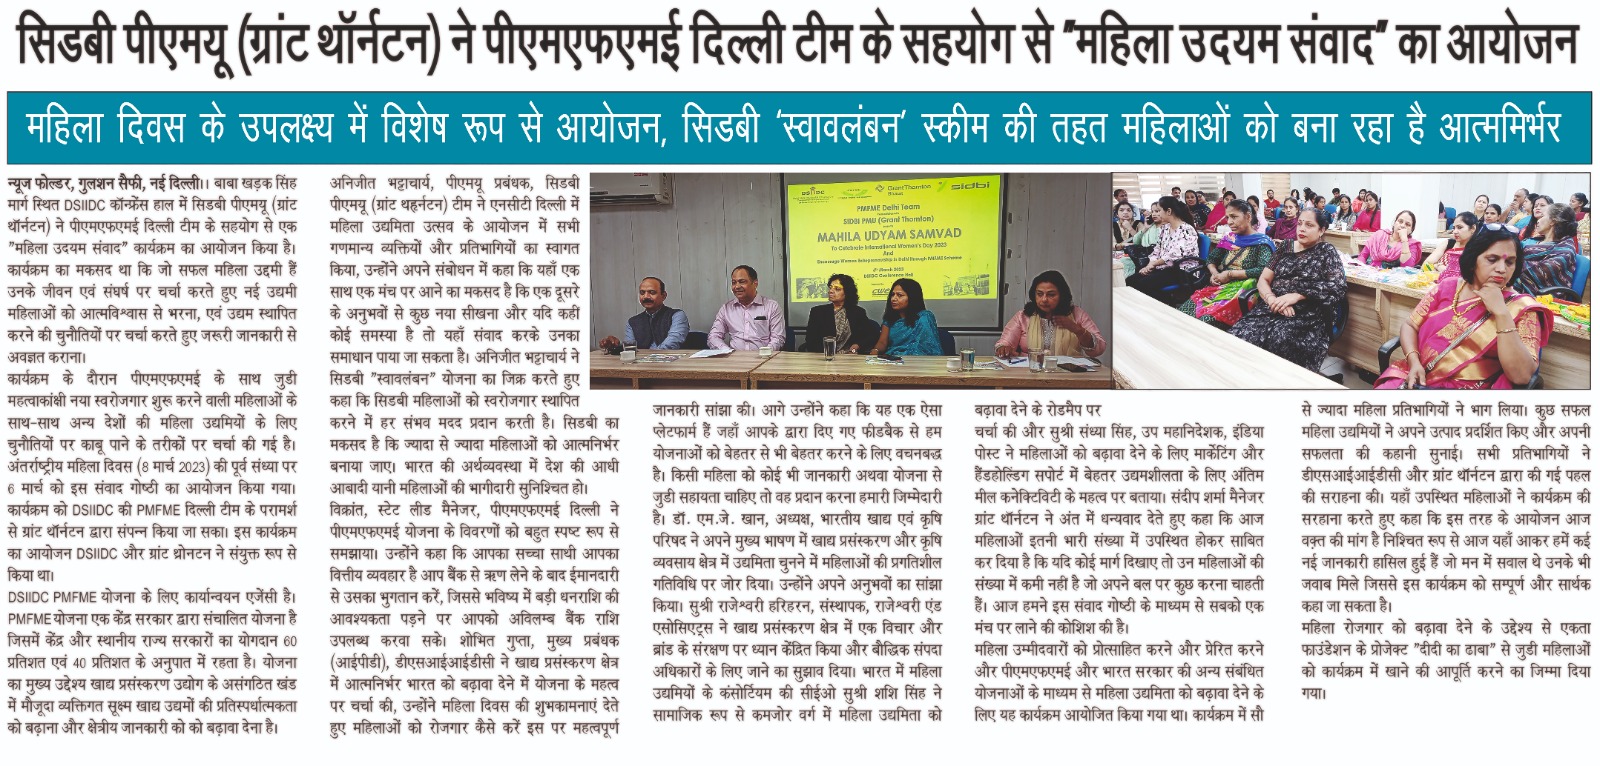 सिडबी पीएमयू (ग्रांट थॉर्नटन) ने पीएमएफएमई दिल्ली टीम के सहयोग से "महिला उदयम संवाद" का आयोजन
महिला दिवस के उपलक्ष्य में विशेष रूप से आयोजन, सिडबी 'स्वावलंबन' स्कीम की तहत महिलाओं को बना रहा है आत्ममिर्भर
न्यूज फोल्डर, गुलशन सैफी, नई दिल्ली।। बाबा खड़क सिंह
मार्ग स्थित DSIIDC कॉन्फ्रेंस हाल में सिडबी पीएमयू (ग्रांट
थॉर्नटन) ने पीएमएफएमई दिल्ली टीम के सहयोग से एक
"महिला उदयम संवाद" कार्यक्रम का आयोजन किया है।
कार्यक्रम का मकसद था कि जो सफल महिला उद्दमी हैं
उनके जीवन एवं संघर्ष पर चर्चा करते हुए नई उद्यमी
महिलाओं को आत्मविश्वास से भरना, एवं उद्यम स्थापित
करने की चुनौतियों पर चर्चा करते हुए जरूरी जानकारी से
अवज्ञत कराना।
कार्यक्रम के दौरान पीएमएफएमई के साथ जुडी
महत्वाकांक्षी नया स्वरोजगार शुरू करने वाली महिलाओं के
साथ-साथ अन्य देशों की महिला उद्यमियों के लिए
चुनौतियों पर काबू पाने के तरीकों पर चर्चा की गई है।
अंतर्राष्ट्रीय महिला दिवस (8 मार्च 2023) की पूर्व संध्या पर
6 मार्च को इस संवाद गोष्ठी का आयोजन किया गया।
कार्यक्रम को DSIIDC की PMFME दिल्ली टीम के परामर्श
से ग्रांट थॉर्नटन द्वारा संपन्न किया जा सका। इस कार्यक्रम
का आयोजन DSIIDC और ग्रांट थ्रोनटन ने संयुक्त रूप से
किया था।
DSIIDC PMFME योजना के लिए कार्यान्वयन एजेंसी है।
PMFME योजना एक केंद्र सरकार द्वारा संचालित योजना है
जिसमें केंद्र और स्थानीय राज्य सरकारों का योगदान 60
प्रतिशत एवं 40 प्रतिशत के अनुपात में रहता है। योजना
का मुख्य उद्देश्य खाद्य प्रसंस्करण उद्योग के असंगटित खंड
में मौजूदा व्यक्तिगत सूक्ष्म खाद्य उद्यमों की प्रतिस्पर्धात्मकता
को बढ़ाना और क्षेत्रीय जानकारी को को बढ़ावा देना है।
अनिजीत भट्टाचार्य, पीएमयू प्रबंधक, सिडबी
पीएमयू (ग्रांट थहर्नटन) टीम ने एनसीटी दिल्ली में
महिला उद्यमिता उत्सव के आयोजन में सभी
गणमान्य व्यक्तियों और प्रतिभागियों का स्वागत
किया, उन्होंने अपने संबोधन में कहा कि यहाँ एक
साथ एक मंच पर आने का मकसद है कि एक दूसरे
के अनुभवों से कुछ नया सीखना और यदि कहीं
कोई समस्या है तो यहाँ संवाद करके उनका
समाधान पाया जा सकता है। अनिजीत भट्टाचार्य ने
सिडबी "स्वावलंबन" योजना का जिक्र करते हुए
कहा कि सिडबी महिलाओं को स्वरोजगार स्थापित
करने में हर संभव मदद प्रदान करती है। सिडबी का
मकसद है कि ज्यादा से ज्यादा महिलाओं को आत्मनिर्भर
बनाया जाए। भारत की अर्थव्यवस्था में देश की आधी
आबादी यानी महिलाओं की भागीदारी सुनिश्चित हो।
विक्रांत, स्टेट लीड मैनेजर, पीएमएफएमई दिल्ली ने
पीएमएफएमई योजना के विवरणों को बहुत स्पष्ट रूप से
समझाया। उन्होंने कहा कि आपका सच्चा साथी आपका
वित्तीय व्यवहार है आप बैंक से ऋण लेने के बाद ईमानदारी
से उसका भुगतान करें, जिससे भविष्य में बड़ी धनराशि की
आवश्यकता पड़ने पर आपको अविलम्ब बैंक राशि
उपलब्ध करवा सके। शोभित गुप्ता, मुख्य प्रबंधक
(आईपीडी), डीएसआईआईडीसी ने खाद्य प्रसंस्करण क्षेत्र
में आत्मनिर्भर भारत को बढ़ावा देने में योजना के महत्व
पर चर्चा की, उन्होंने महिला दिवस की शुभकामनाएं देते
हुए महिलाओं को रोजगार कैसे करें इस पर महत्वपूर्ण
DSIIDC
GrantThornton
Bharat
sidbi
PMFME Delhi Team
SIDBI PMU (Grant Thornton)
MAHILA UDYAM SAMVAD
To Celebrate International Women's Day 2023
And
Encourage Women Entrepreneurship in Delhi through PMFME Scheme
6th March 2023
DSIIDC Conference Hall
जानकारी सांझा की। आगे उन्होंने कहा कि यह एक ऐसा
प्लेटफार्म हैं जहाँ आपके द्वारा दिए गए फीडबैक से हम
योजनाओं को बेहतर से भी बेहतर करने के लिए वचनबद्ध
है। किसी महिला को कोई भी जानकारी अथवा योजना से
जुडी सहायता चाहिए तो वह प्रदान करना हमारी जिम्मेदारी
है। डॉ. एम.जे. खान, अध्यक्ष, भारतीय खाद्य एवं कृषि
परिषद ने अपने मुख्य भाषण में खाद्य प्रसंस्करण और कृषि
व्यवसाय क्षेत्र में उद्यमिता चुनने में महिलाओं की प्रगतिशील
गतिविधि पर जोर दिया। उन्होंने अपने अनुभवों का सांझा
किया। सुश्री राजेश्वरी हरिहरन, संस्थापक, राजेश्वरी एंड
एसोसिएट्स ने खाद्य प्रसंस्करण क्षेत्र में एक विचार और
ब्रांड के संरक्षण पर ध्यान केंद्रित किया और बौद्धिक संपदा
अधिकारों के लिए जाने का सुझाव दिया। भारत में महिला
उद्यमियों के कंसोर्टियम की सीईओ सुश्री शशि सिंह ने
सामाजिक रूप से कमजोर वर्ग में महिला उद्यमिता को
बढ़ावा देने के रोडमैप पर
चर्चा की और सुश्री संध्या सिंह, उप महानिदेशक, इंडिया
पोस्ट ने महिलाओं को बढ़ावा देने के लिए मार्केटिंग और
हैंडहोल्डिंग सपोर्ट में बेहतर उद्यमशीलता के लिए अंतिम
मील कनेक्टिविटी के महत्व पर बताया। संदीप शर्मा मैनेजर
ग्रांट थॉर्नटन ने अंत में धन्यवाद देते हुए कहा कि आज
महिलाओं इतनी भारी संख्या में उपस्थित होकर साबित
कर दिया है कि यदि कोई मार्ग दिखाए तो उन महिलाओं की
संख्या में कमी नहीं है जो अपने बल पर कुछ करना चाहती
हैं। आज हमने इस संवाद गोष्ठी के माध्यम से सबको एक
मंच पर लाने की कोशिश की है।
महिला उम्मीदवारों को प्रोत्साहित करने और प्रेरित करने
और पीएमएफएमई और भारत सरकार की अन्य संबंधित
योजनाओं के माध्यम से महिला उद्यमिता को बढ़ावा देने के
लिए यह कार्यक्रम आयोजित किया गया था। कार्यक्रम में सौ
से ज्यादा महिला प्रतिभागियों ने भाग लिया। कुछ सफल
महिला उद्यमियों ने अपने उत्पाद प्रदर्शित किए और अपनी
सफलता की कहानी सुनाई। सभी प्रतिभागियों ने
डीएसआईआईडीसी और ग्रांट थॉर्नटन द्वारा की गई पहल
की सराहना की। यहाँ उपस्थित महिलाओं ने कार्यक्रम की
सरहाना करते हुए कहा कि इस तरह के आयोजन आज
वक़्त की मांग है निश्चित रूप से आज यहाँ आकर हमें कई
नई जानकारी हासिल हुई हैं जो मन में सवाल थे उनके भी
जवाब मिले जिससे इस कार्यक्रम को सम्पूर्ण और सार्थक
कहा जा सकता है।
महिला रोजगार को बढ़ावा देने के उद्देश्य से एकता
फाउंडेशन के प्रोजेक्ट "दीदी का ढाबा" से जुडी महिलाओं
को कार्यक्रम में खाने की आपूर्ति करने का जिम्मा दिया
गया।